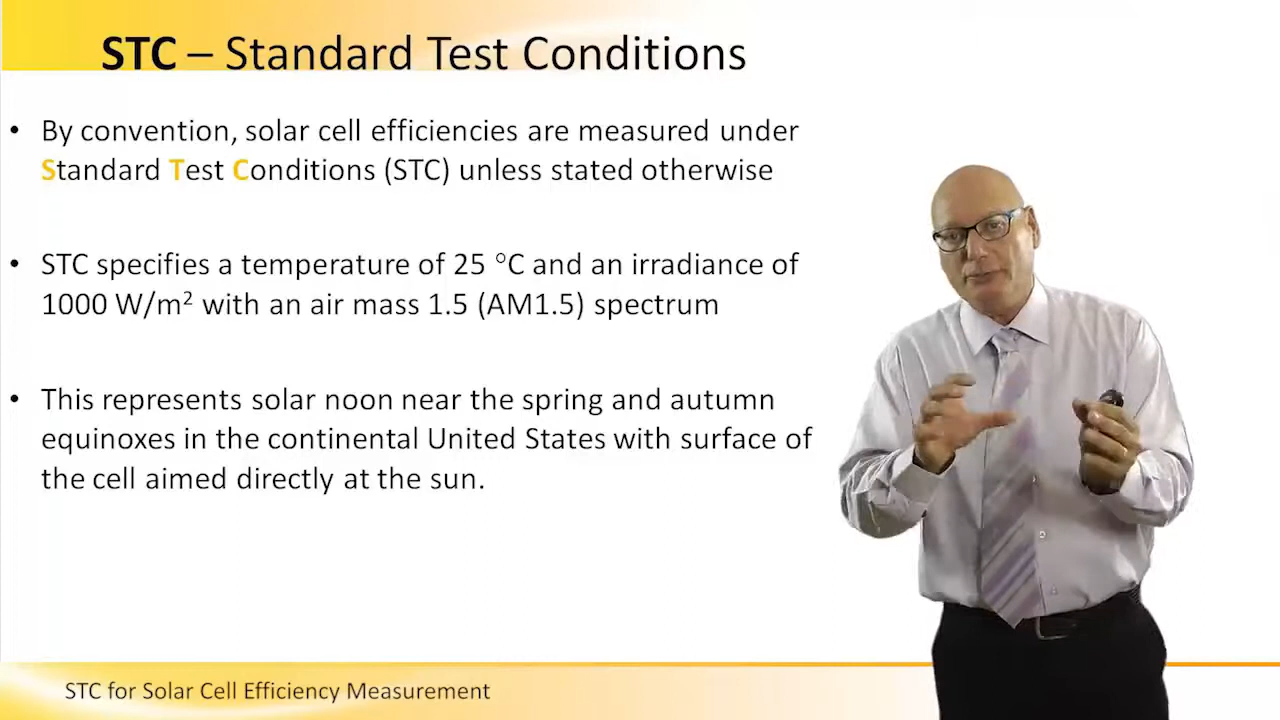 STC – Standard Test Conditions
• By convention, solar cell efficiencies are measured under
Standard Test Conditions (STC) unless stated otherwise
• STC specifies a temperature of 25 °C and an irradiance of
1000 W/m² with an air mass 1.5 (AM1.5) spectrum
• This represents solar noon near the spring and autumn
equinoxes in the continental United States with surface of
the cell aimed directly at the sun.
STC for Solar Cell Efficiency Measurement